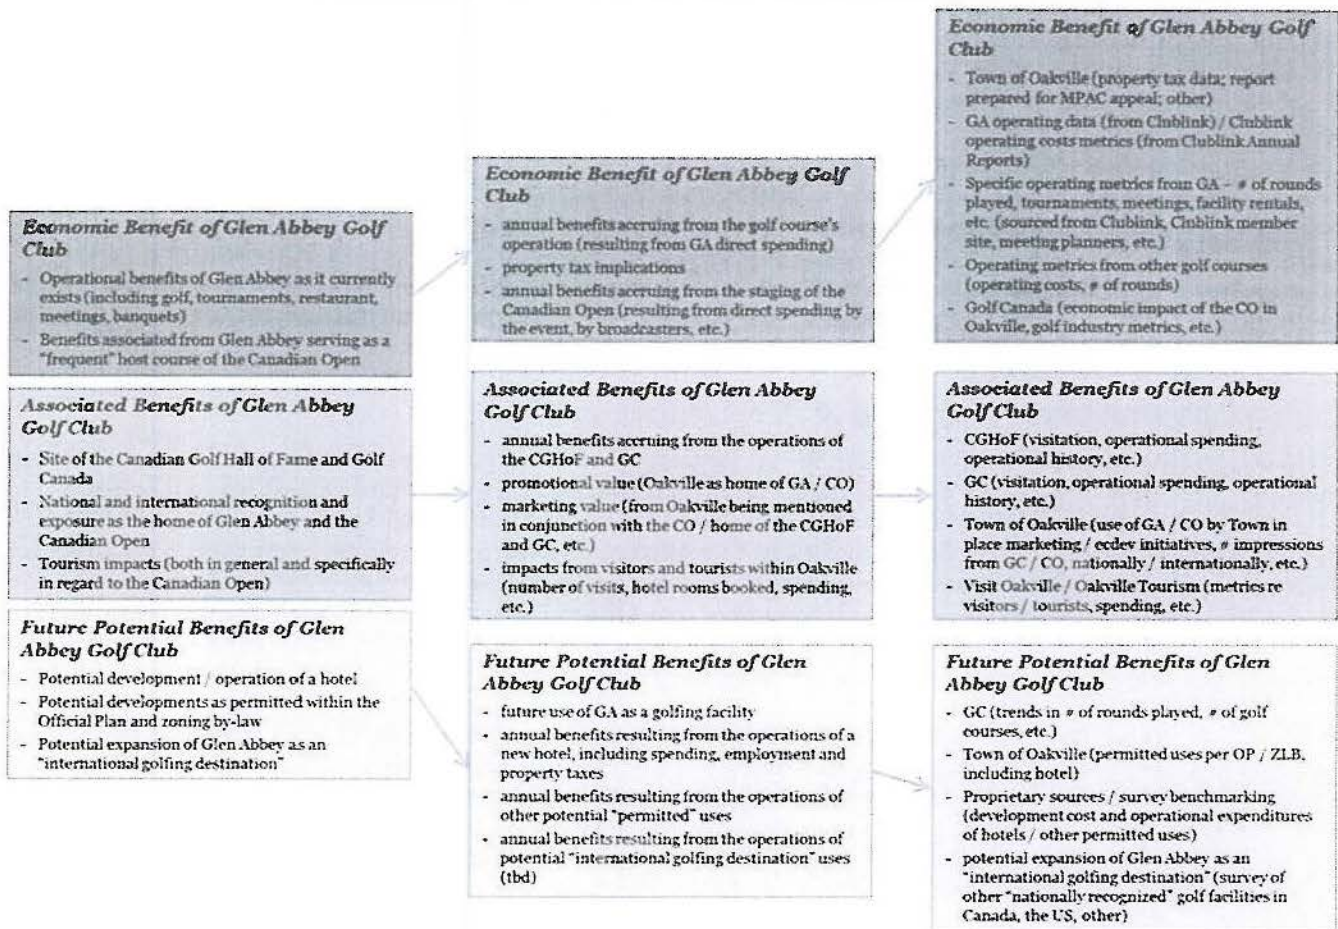 Economic Benefit of Glen Abbey Golf
Club
- Operational benefits of Glen Abbey as it currently
exists (including golf, tournaments, restaurant,
meetings, banquets)
- Benefits associated from Glen Abbey serving as a
"frequent" host course of the Canadian Open
Associated Benefits of Glen Abbey
Golf Club
- Site of the Canadian Golf Hall of Fame and Golf
Canada
- National and international recognition and
exposure as the home of Glen Abbey and the
Canadian Open
- Tourism impacts (both in general and specifically
in regard to the Canadian Open)
Future Potential Benefits of Glen
Abbey Golf Club
- Potential development / operation of a hotel
- Potential developments as permitted within the
Official Plan and zoning by-law
- Potential expansion of Glen Abbey as an
"international golfing destination"
Economic Benefit of Glen Abbey Golf
Club
- annual benefits accruing from the golf course's
operation (resulting from GA direct spending)
- property tax implications
- annual benefits accruing from the staging of the
Canadian Open (resulting from direct spending by
the event, by broadcasters, etc.)
Associated Benefits of Glen Abbey
Golf Club
- annual benefits accruing from the operations of
the CGHoF and GC
- promotional value (Oakville as home of GA / CO)
- marketing value (from Oakville being mentioned
in conjunction with the CO / home of the CGHoF
and GC, etc.)
- impacts from visitors and tourists within Oakville
(number of visits, hotel rooms booked, spending,
etc.)
Future Potential Benefits of Glen
Abbey Golf Club
- future use of GA as a golfing facility
- annual benefits resulting from the operations of a
new hotel, including spending, employment and
property taxes
- annual benefits resulting from the operations of
other potential "permitted" uses
- annual benefits resulting from the operations of
potential "international golfing destination" uses
(tbd)
Economic Benefit of Glen Abbey Golf
Club
- Town of Oakville (property tax data; report
prepared for MPAC appeal; other)
- GA operating data (from Clublink) / Clublink
operating costs metrics (from Clublink Annual
Reports)
- Specific operating metrics from GA - # of rounds
played, tournaments, meetings, facility rentals,
etc. (sourced from Clublink, Clublink member
site, meeting planners, etc.)
- Operating metrics from other golf courses
(operating costs, # of rounds)
- Golf Canada (economic impact of the CO in
Oakville, golf industry metrics, etc.)
Associated Benefits of Glen Abbey
Golf Club
- CGHoF (visitation, operational spending,
operational history, etc.)
- GC (visitation, operational spending, operational
history, etc.)
- Town of Oakville (use of GA / CO by Town in
place marketing / ecdev initiatives, # impressions
from GC / CO, nationally / internationally, etc.)
- Visit Oakville / Oakville Tourism (metrics re
visitors / tourists, spending, etc.)
Future Potential Benefits of Glen
Abbey Golf Club
- GC (trends in # of rounds played, # of golf
courses, etc.)
- Town of Oakville (permitted uses per OP / ZLB,
including hotel)
- Proprietary sources / survey benchmarking
(development cost and operational expenditures
of hotels / other permitted uses)
- potential expansion of Glen Abbey as an
"international golfing destination" (survey of
other "nationally recognized" golf facilities in
Canada, the US, other)